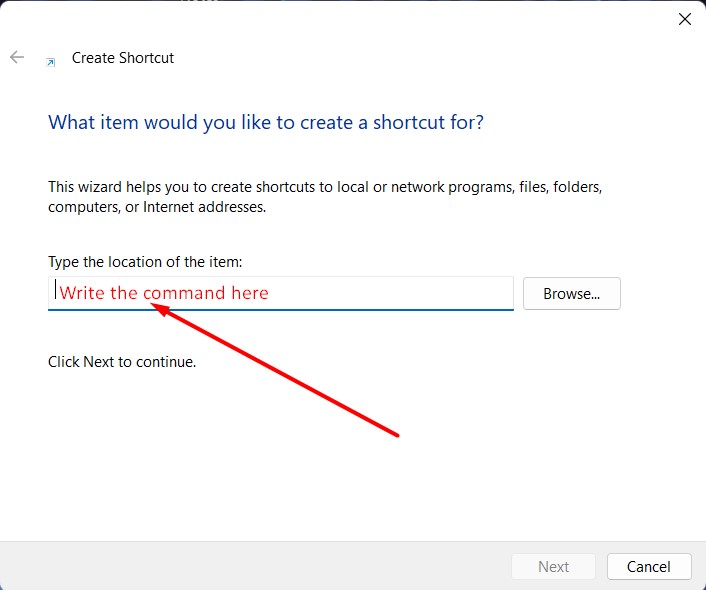 Create Shortcut
What item would you like to create a shortcut for?
This wizard helps you to create shortcuts to local or network programs, files, folders,
computers, or Internet addresses.
Type the location of the item:
Write the command here
Browse...
Click Next to continue.
Next
Cancel